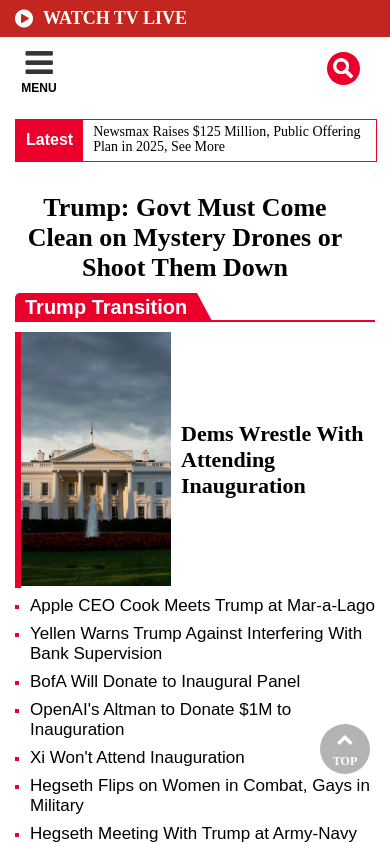 WATCH TV LIVE
MENU
Latest
Newsmax Raises $125 Million, Public Offering
Plan in 2025, See More
Trump: Govt Must Come
Clean on Mystery Drones or
Shoot Them Down
Trump Transition
Dems Wrestle With
Attending
Inauguration
Apple CEO Cook Meets Trump at Mar-a-Lago
Yellen Warns Trump Against Interfering With
Bank Supervision
BofA Will Donate to Inaugural Panel
OpenAI's Altman to Donate $1M to
Inauguration
Xi Won't Attend Inauguration
TOP
Hegseth Flips on Women in Combat, Gays in
Military
Hegseth Meeting With Trump at Army-Navy